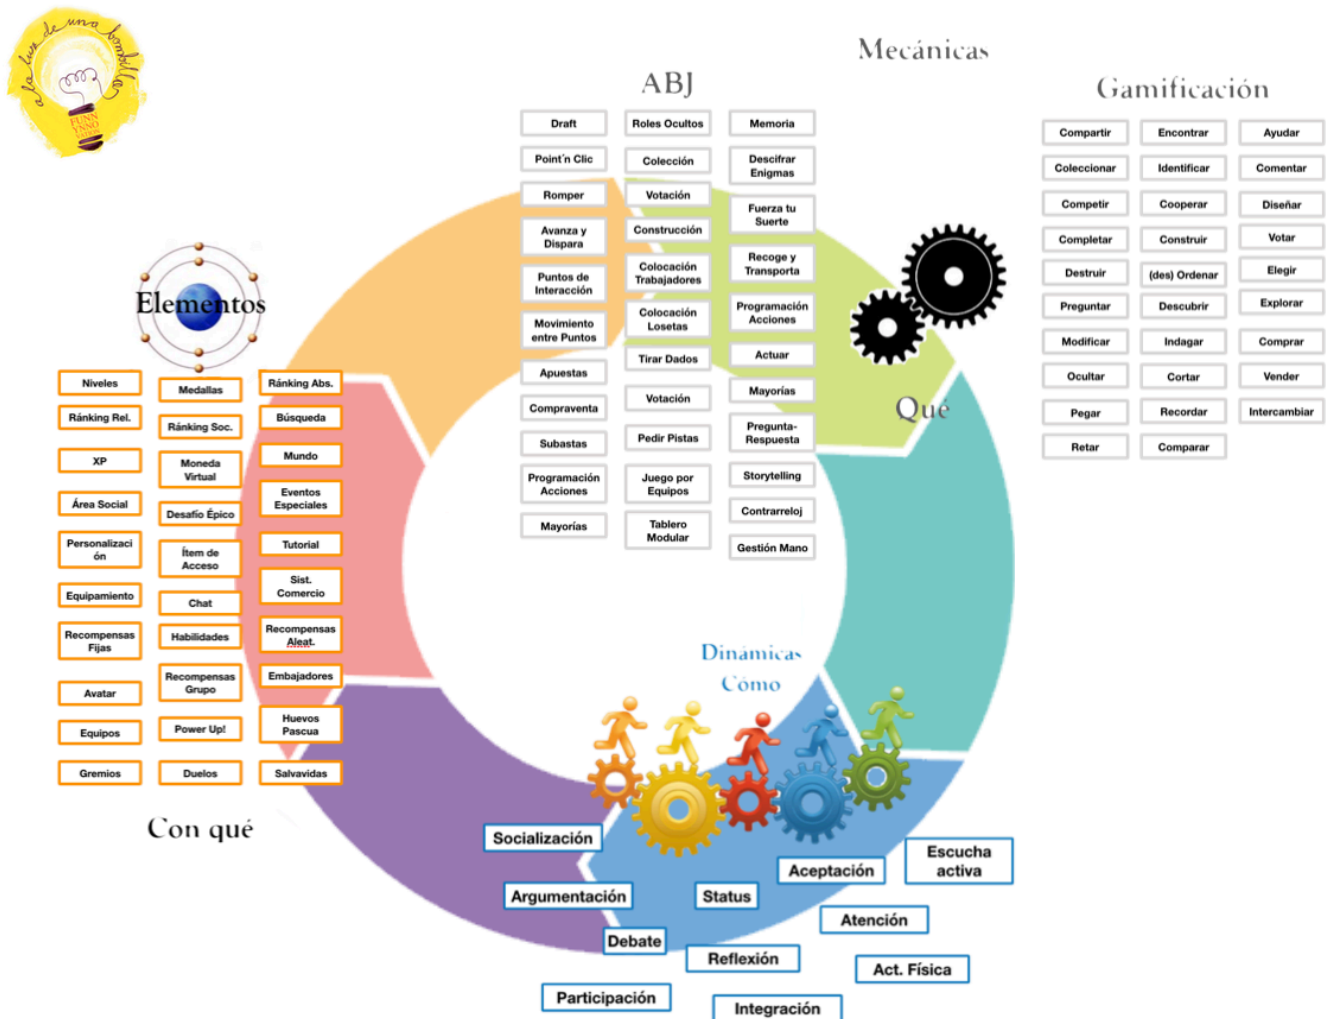 a la luz de una bombilla
FUNN
YNNO
VATION
Mecánicas
ABJ
Draft
Point´n Clic
Romper
Avanza y
Dispara
Puntos de
Interacción
Movimiento
entre Puntos
Apuestas
Compraventa
Subastas
Programación
Acciones
Mayorías
Roles Ocultos
Colección
Votación
Construcción
Colocación
Trabajadores
Colocación
Losetas
Tirar Dados
Votación
Pedir Pistas
Juego por
Equipos
Tablero
Modular
Memoria
Descifrar
Enigmas
Fuerza tu
Suerte
Recoge y
Transporta
Programación
Acciones
Actuar
Mayorías
Pregunta-
Respuesta
Storytelling
Contrarreloj
Gestión Mano
Gamificación
Compartir
Coleccionar
Competir
Completar
Destruir
Preguntar
Modificar
Ocultar
Pegar
Retar
Encontrar
Identificar
Cooperar
Construir
(des) Ordenar
Descubrir
Indagar
Cortar
Recordar
Comparar
Ayudar
Comentar
Diseñar
Votar
Elegir
Explorar
Comprar
Vender
Intercambiar
Qué
Elementos
Niveles
Ránking Rel.
XP
Área Social
Personalizaci
ón
Equipamiento
Recompensas
Fijas
Avatar
Equipos
Gremios
Medallas
Ránking Soc.
Moneda
Virtual
Desafío Épico
Ítem de
Acceso
Chat
Habilidades
Recompensas
Grupo
Power Up!
Duelos
Ránking Abs.
Búsqueda
Mundo
Eventos
Especiales
Tutorial
Sist.
Comercio
Recompensas
Aleat.
Embajadores
Huevos
Pascua
Salvavidas
Con qué
Dinámicas
Cómo
Socialización
Argumentación
Debate
Participación
Status
Reflexión
Integración
Aceptación
Escucha
activa
Atención
Act. Física